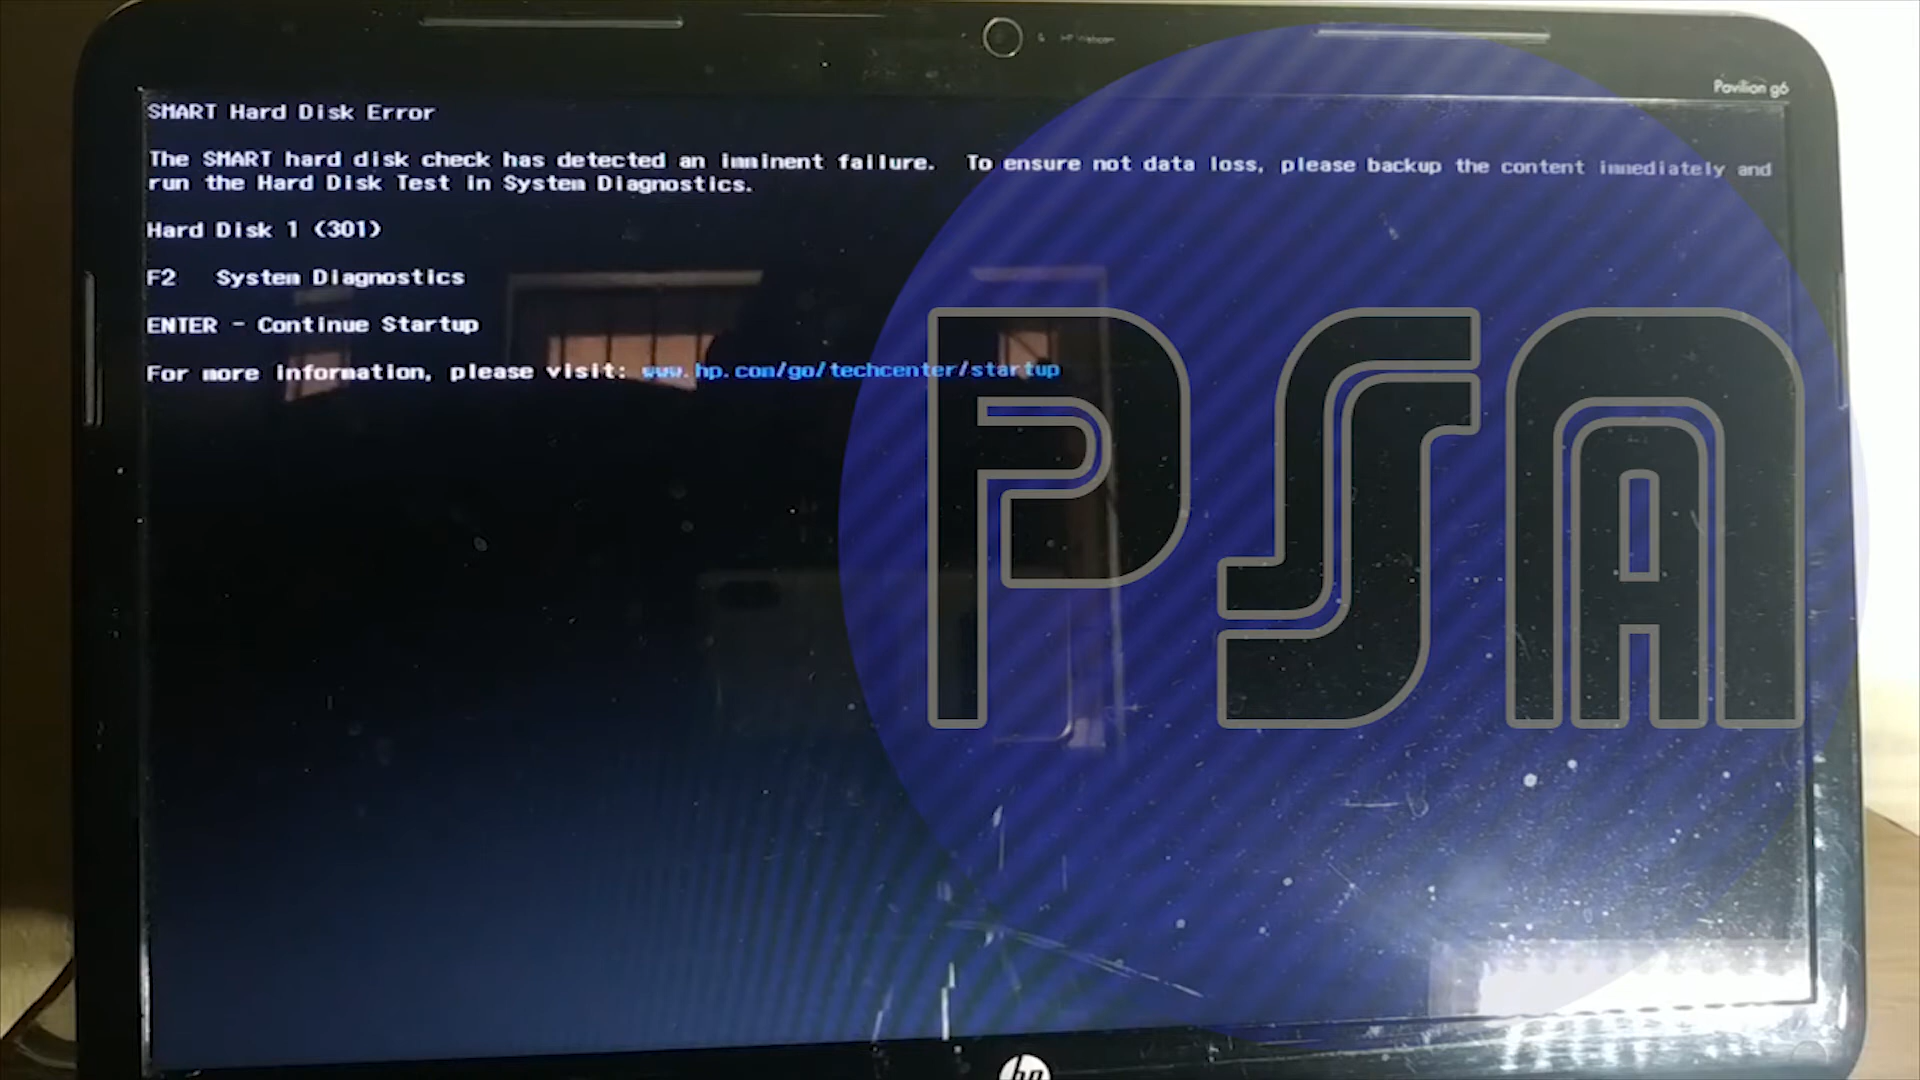 HP Webcam
Pavilion g6
SMART Hard Disk Error
The SMART hard disk check has detected an imminent failure.  To ensure not data loss, please backup the content immediately and
run the Hard Disk Test in System Diagnostics.
Hard Disk 1 (301)
F2   System Diagnostics
ENTER - Continue Startup
For more information, please visit: www.hp.com/go/techcenter/startup
PSA
hp